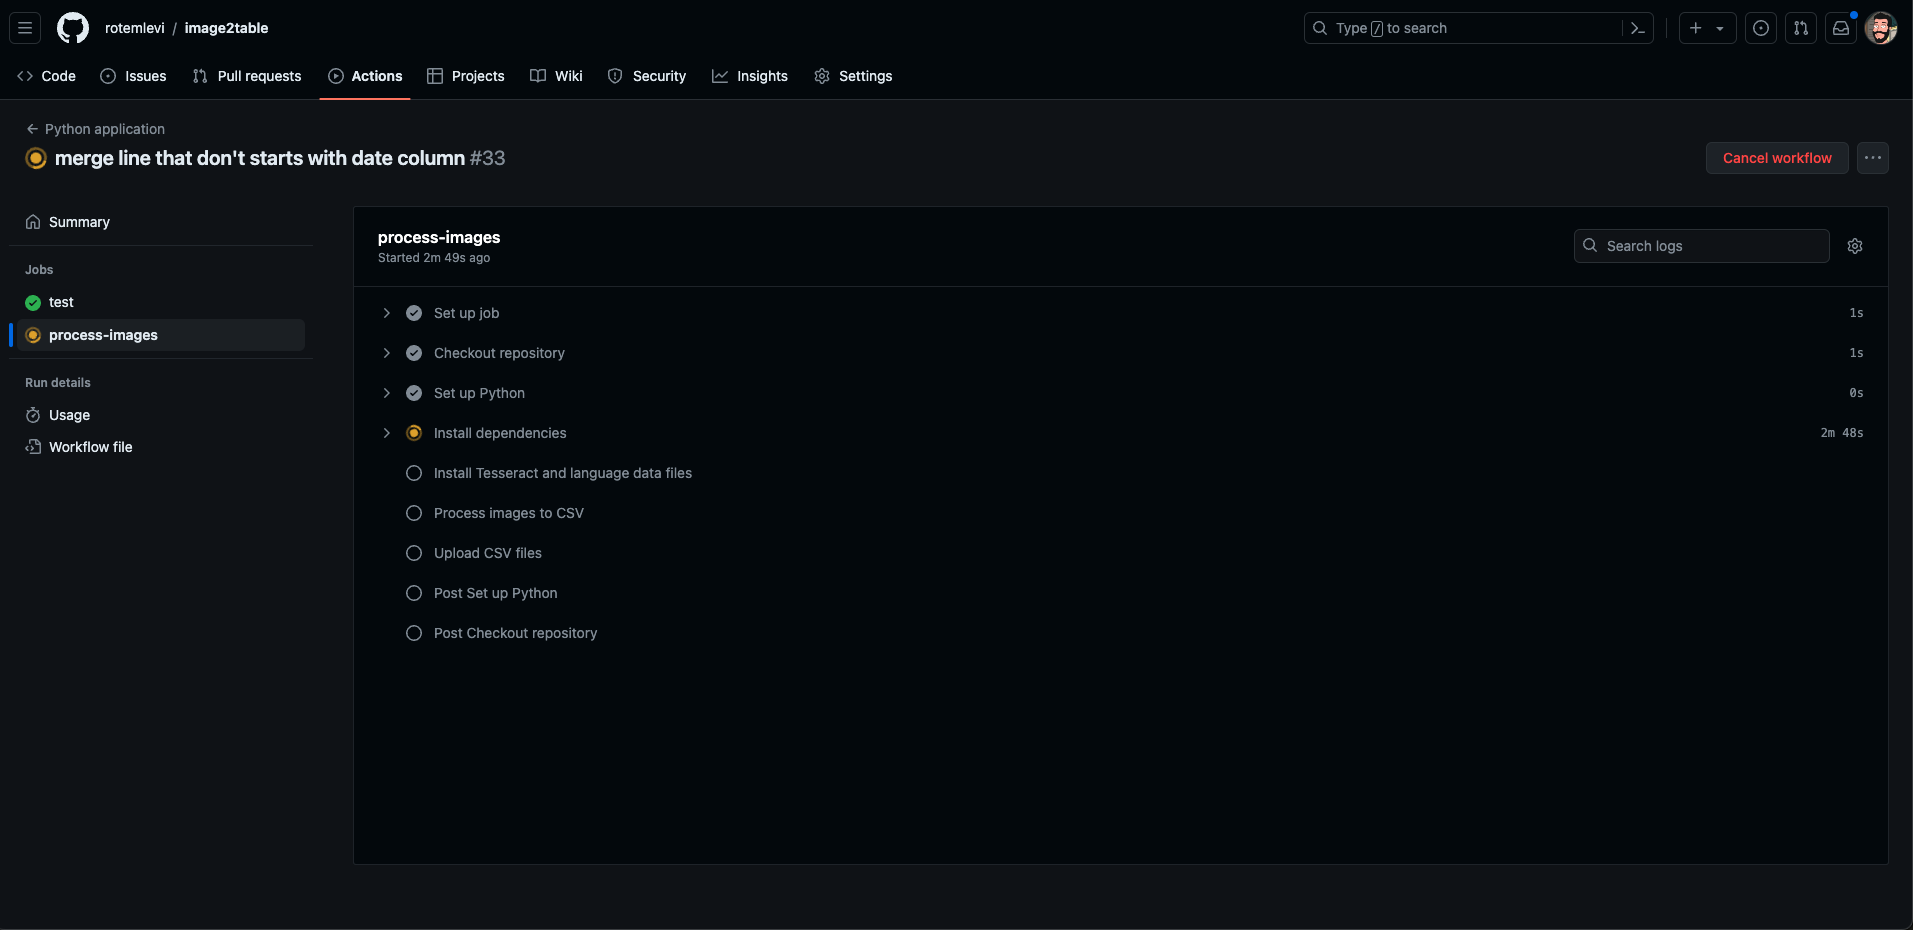 rotemlevi / image2table
Type / to search
Code
Issues
Pull requests
Actions
Projects
Wiki
Security
Insights
Settings
Python application
merge line that don't starts with date column #33
Cancel workflow
Summary
Jobs
test
process-images
Run details
Usage
Workflow file
process-images
Started 2m 49s ago
Search logs
Set up job 1s
Checkout repository 1s
Set up Python 0s
Install dependencies 2m 48s
Install Tesseract and language data files
Process images to CSV
Upload CSV files
Post Set up Python
Post Checkout repository